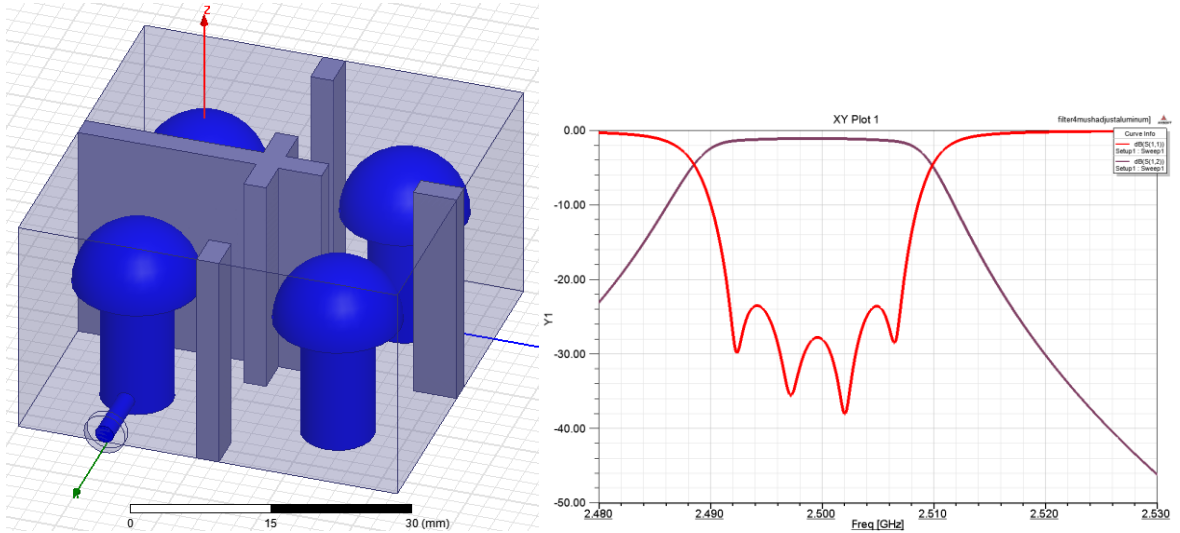 Z
0
15
30 (mm)
XY Plot 1
filter4mushadjustaluminum]
Curve Info
dB(S(1,1))
Setup1 : Sweep1
dB(S(1,2))
Setup1 : Sweep1
0.00
-10.00
-20.00
-30.00
-40.00
-50.00
Y1
2.480
2.490
2.500
2.510
2.520
2.530
Freq [GHz]